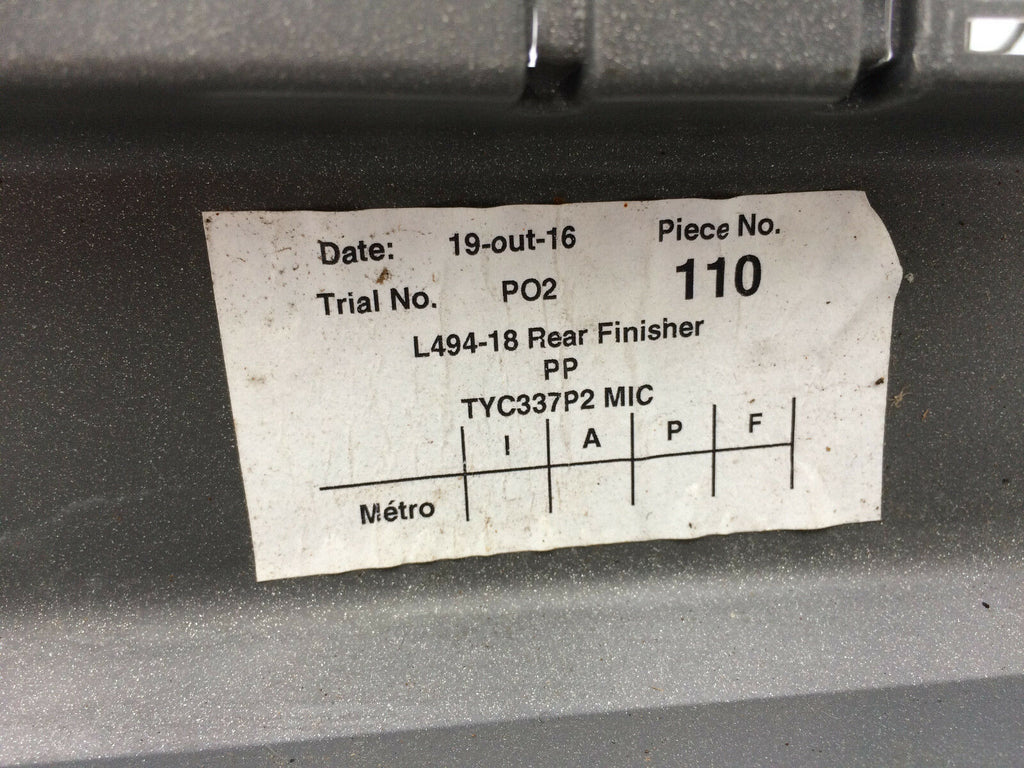 Date: 19-out-16 Piece No.
Trial No. PO2 110
L494-18 Rear Finisher
PP
TYC337P2 MIC
I A P F
Métro